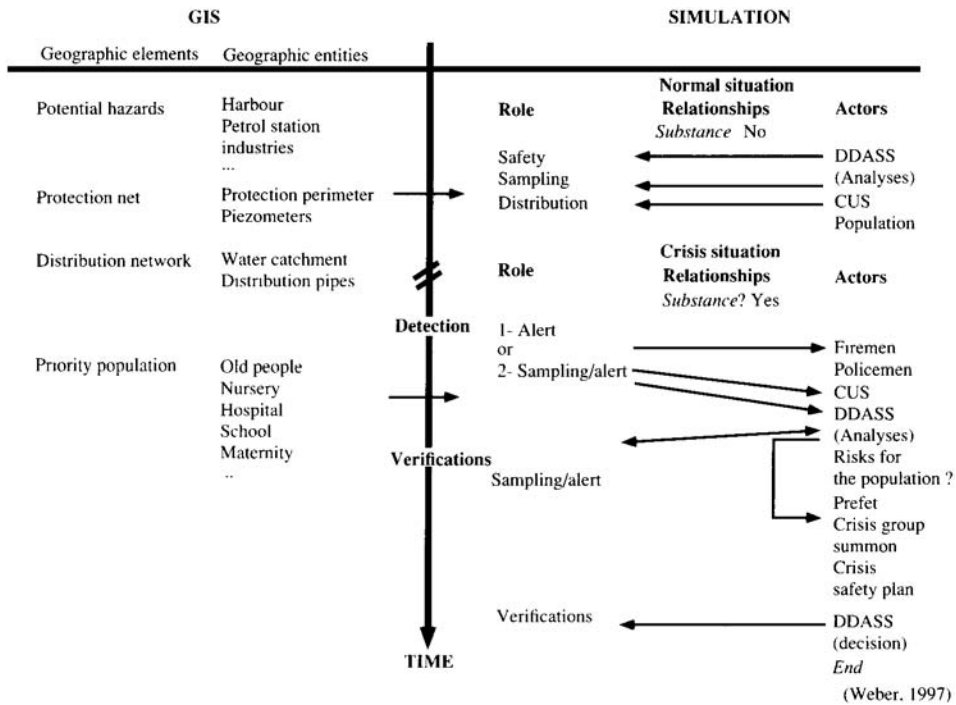 GIS
SIMULATION
Geographic elements
Geographic entities
Potential hazards
Harbour
Petrol station
industries
...
Protection net
Protection perimeter
Piezometers
Distribution network
Water catchment
Distribution pipes
Detection
Priority population
Old people
Nursery
Hospital
School
Maternity
..
Verifications
TIME
Normal situation
Role
Relationships
Actors
Substance No
Safety
DDASS
Sampling
(Analyses)
Distribution
CUS
Population
Crisis situation
Role
Relationships
Actors
Substance? Yes
1- Alert
or
2- Sampling/alert
Firemen
Policemen
CUS
DDASS
(Analyses)
Risks for
the population ?
Sampling/alert
Prefet
Crisis group
summon
Crisis
safety plan
Verifications
DDASS
(decision)
End
(Weber. 1997)